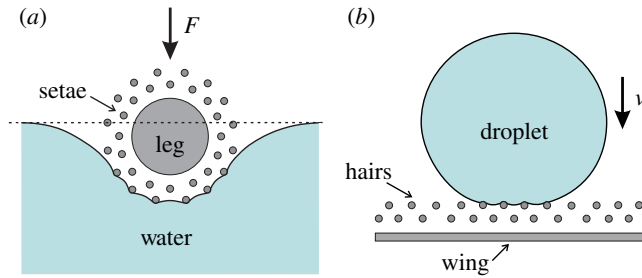 (a)
F
setae
leg
water
(b)
v
droplet
hairs
wing